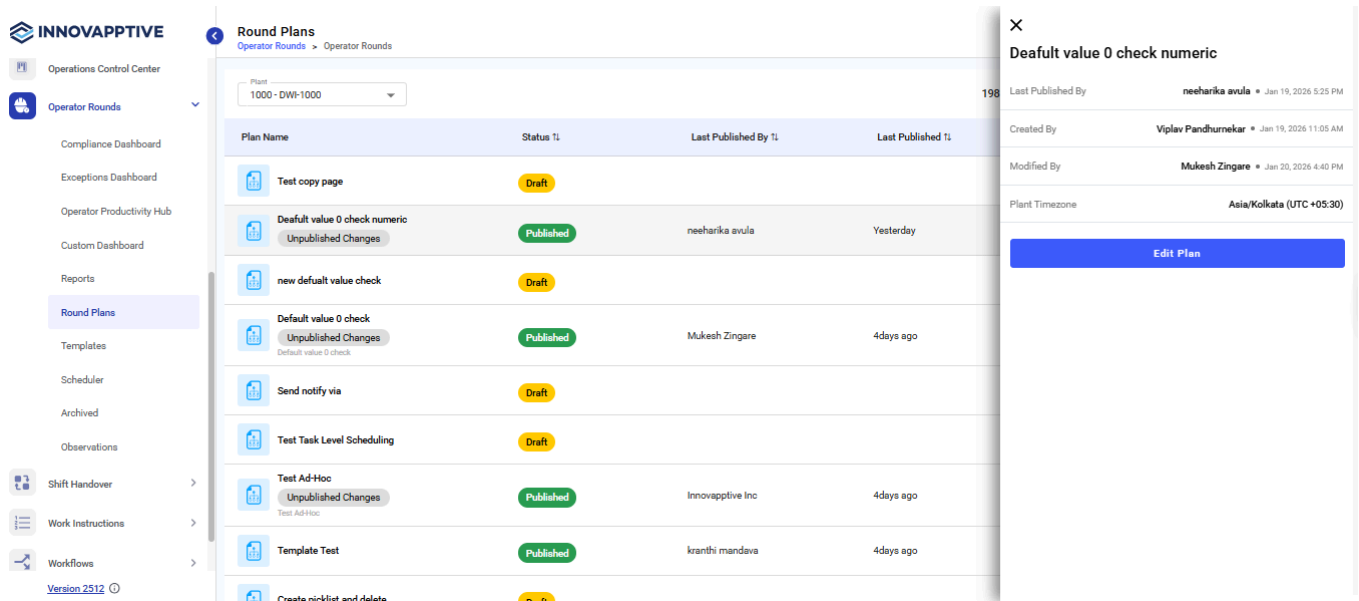 INNOVAPPTIVE
Operations Control Center
Operator Rounds
Compliance Dashboard
Exceptions Dashboard
Operator Productivity Hub
Custom Dashboard
Reports
Round Plans
Templates
Scheduler
Archived
Observations
Shift Handover
Work Instructions
Workflows
Version 2512
Round Plans
Operator Rounds > Operator Rounds
Plant
1000 - DWI-1000
198
Plan Name Status Last Published By Last Published
Test copy page Draft
Deafult value 0 check numeric
Unpublished Changes Published neeharika avula Yesterday
new defualt value check Draft
Default value 0 check
Unpublished Changes Published Mukesh Zingare 4days ago
Default value 0 check
Send notify via Draft
Test Task Level Scheduling Draft
Test Ad-Hoc
Unpublished Changes Published Innovapptive Inc 4days ago
Test Ad-Hoc
Template Test Published kranthi mandava 4days ago
Create picklist and delete Draft
Deafult value 0 check numeric
Last Published By neeharika avula • Jan 19, 2026 5:25 PM
Created By Viplav Pandhurnekar • Jan 19, 2026 11:05 AM
Modified By Mukesh Zingare • Jan 20, 2026 4:40 PM
Plant Timezone Asia/Kolkata (UTC +05:30)
Edit Plan